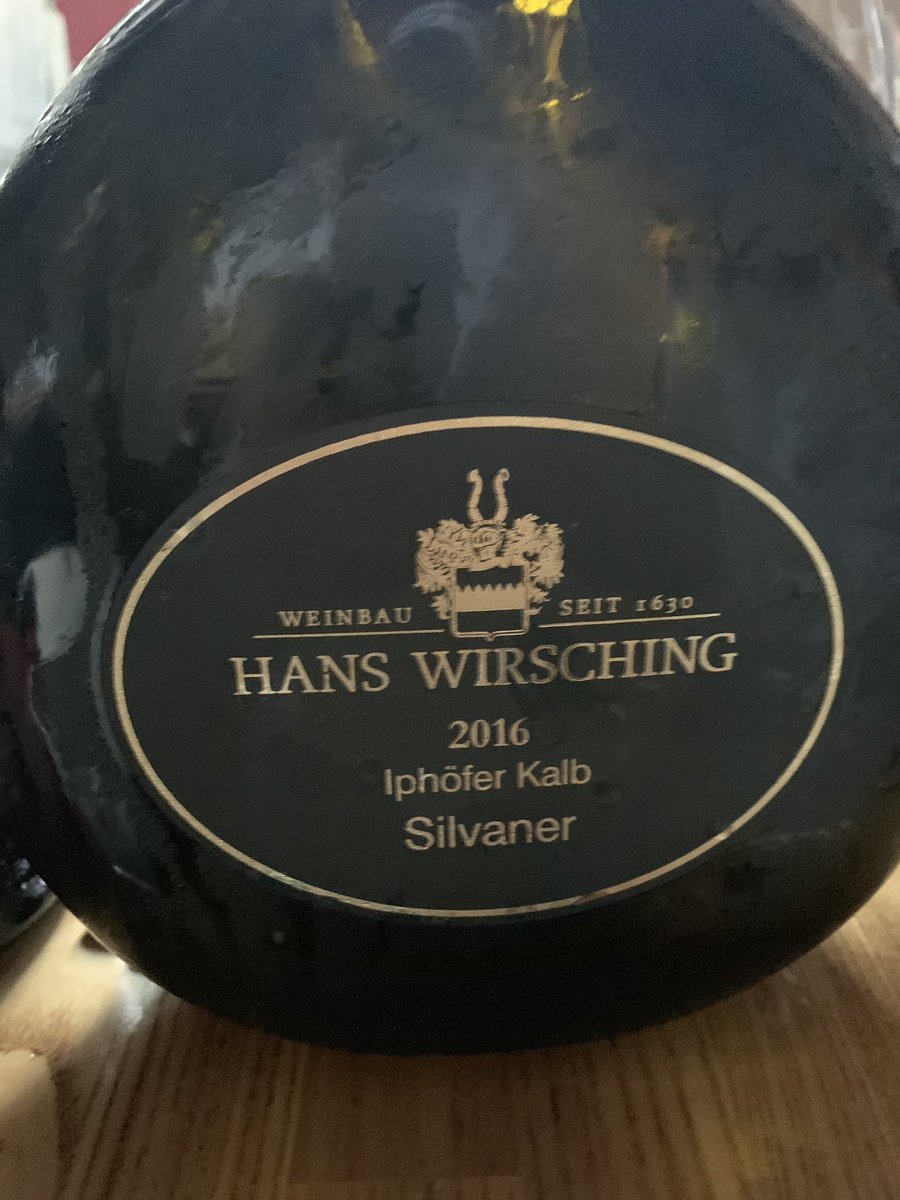 WEINBAU SEIT 1630
HANS WIRSCHING
2016
Iphöfer Kalb
Silvaner